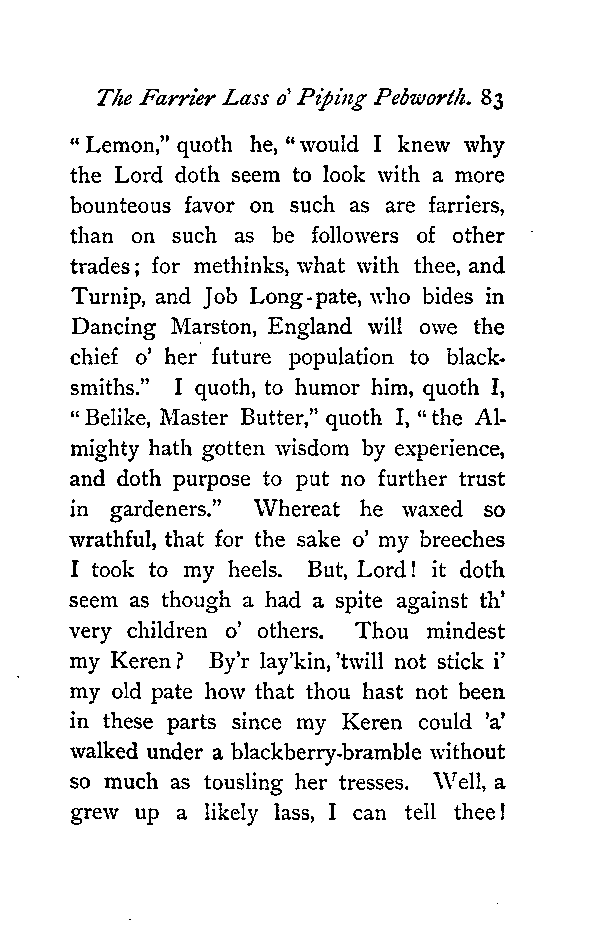 The Farrier Lass o' Piping Pebworth. 83
“Lemon,” quoth he, “would I knew why
the Lord doth seem to look with a more
bounteous favor on such as are farriers,
than on such as be followers of other
trades; for methinks, what with thee, and
Turnip, and Job Long-pate, who bides in
Dancing Marston, England will owe the
chief o' her future population to black-
smiths.” I quoth, to humor him, quoth I,
“Belike, Master Butter,” quoth I, “the Al-
mighty hath gotten wisdom by experience,
and doth purpose to put no further trust
in gardeners.” Whereat he waxed so
wrathful, that for the sake o' my breeches
I took to my heels. But, Lord! it doth
seem as though a had a spite against th'
very children o' others. Thou mindest
my Keren? By'r lay'kin, 'twill not stick i'
my old pate how that thou hast not been
in these parts since my Keren could 'a'
walked under a blackberry-bramble without
so much as tousling her tresses. Well, a
grew up a likely lass, I can tell thee!